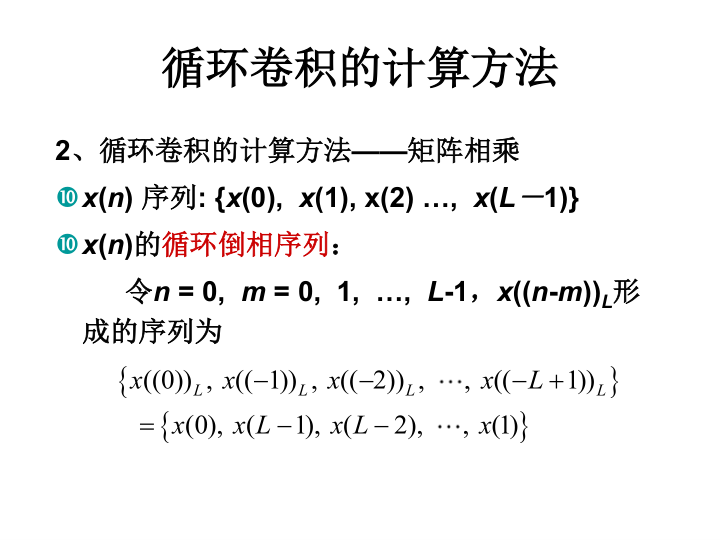 循环卷积的计算方法
2、循环卷积的计算方法——矩阵相乘
❿x(n) 序列: {x(0), x(1), x(2) …, x(L－1)}
❿x(n)的循环倒相序列：
令n = 0, m = 0, 1, …, L-1，x((n-m))L形
成的序列为
{x((0))L , x((−1))L , x((−2))L , ⋯, x((−L+1))L}
={x(0), x(L−1), x(L−2), ⋯, x(1)}